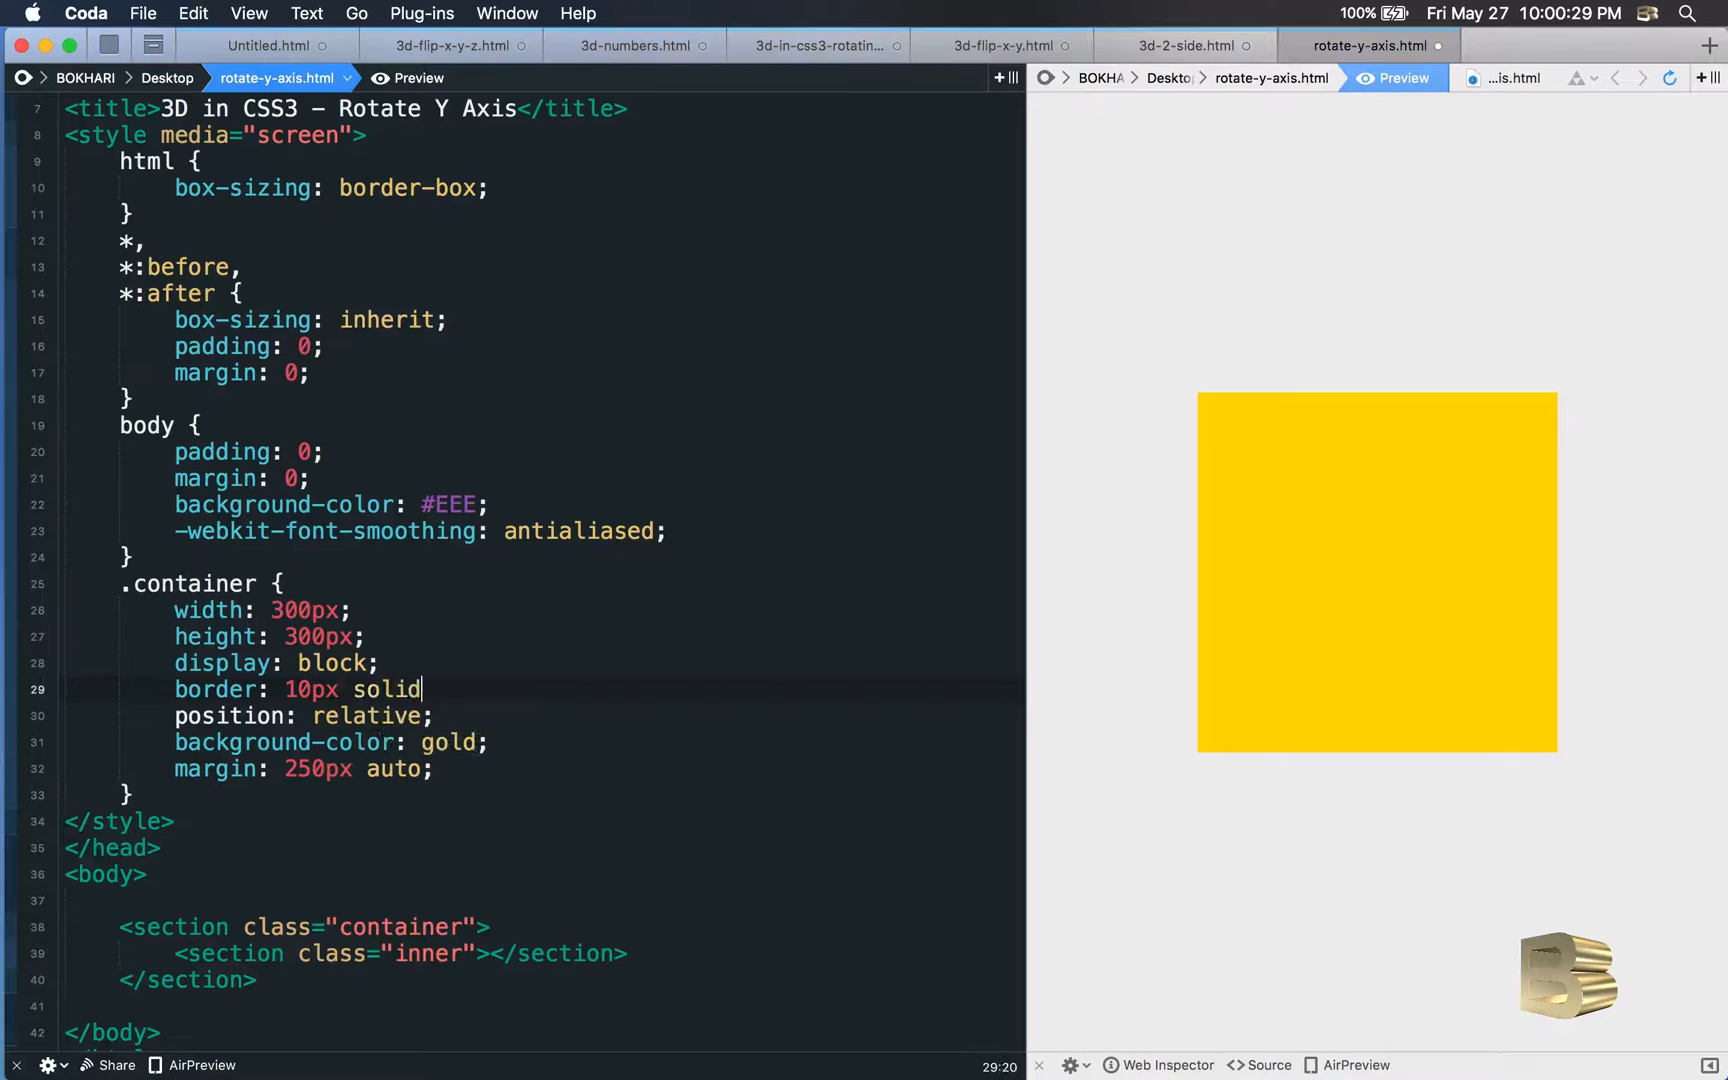 Coda File Edit View Text Go Plug-ins Window Help 100% Fri May 27 10:00:29 PM
Untitled.html 3d-flip-x-y-z.html 3d-numbers.html 3d-in-css3-rotatin... 3d-flip-x-y.html 3d-2-side.html rotate-y-axis.html
BOKHARI Desktop rotate-y-axis.html Preview
BOKHA Deskto rotate-y-axis.html Preview ...is.html
7 <title>3D in CSS3 - Rotate Y Axis</title>
8 <style media="screen">
9 html {
10 box-sizing: border-box;
11 }
12 *,
13 *:before,
14 *:after {
15 box-sizing: inherit;
16 padding: 0;
17 margin: 0;
18 }
19 body {
20 padding: 0;
21 margin: 0;
22 background-color: #EEE;
23 -webkit-font-smoothing: antialiased;
24 }
25 .container {
26 width: 300px;
27 height: 300px;
28 display: block;
29 border: 10px solid
30 position: relative;
31 background-color: gold;
32 margin: 250px auto;
33 }
34 </style>
35 </head>
36 <body>
37
38 <section class="container">
39 <section class="inner"></section>
40 </section>
41
42 </body>
B
Share AirPreview 29:20
Web Inspector Source AirPreview